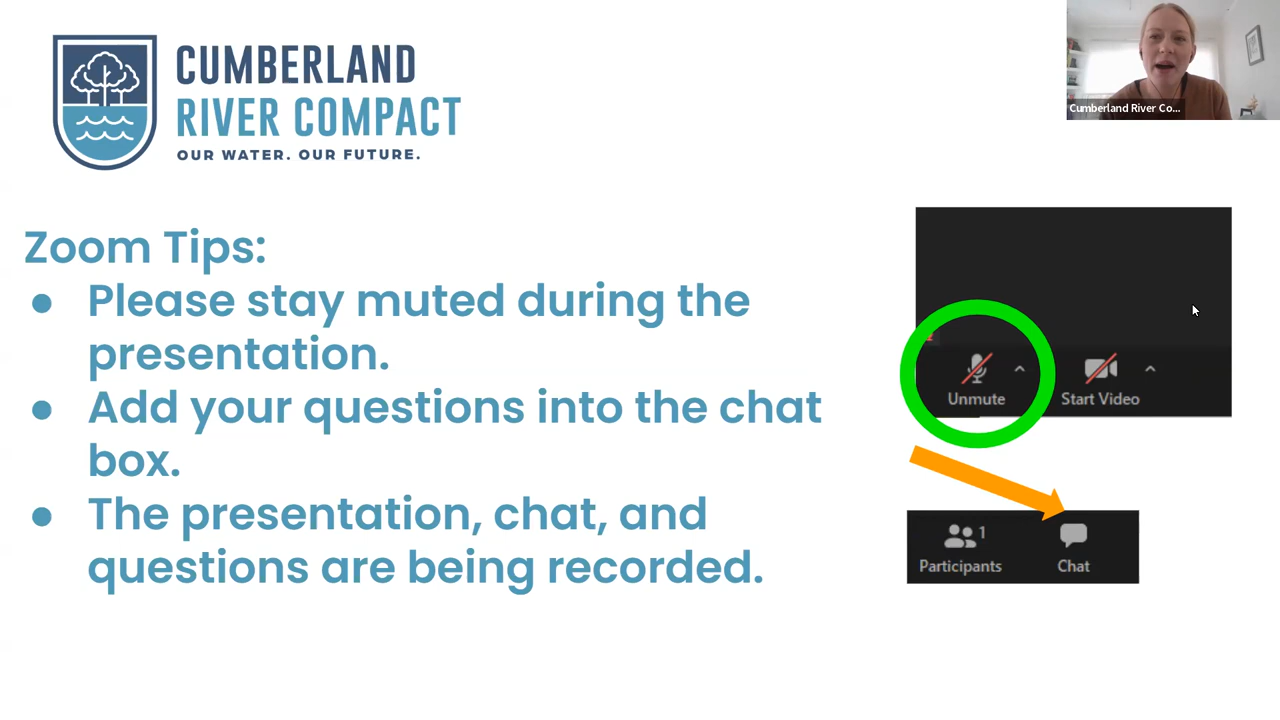 CUMBERLAND
RIVER COMPACT
OUR WATER. OUR FUTURE.
Cumberland River Co...
Zoom Tips:
● Please stay muted during the
presentation.
● Add your questions into the chat
box.
● The presentation, chat, and
questions are being recorded.
Unmute
Start Video
1
Participants
Chat